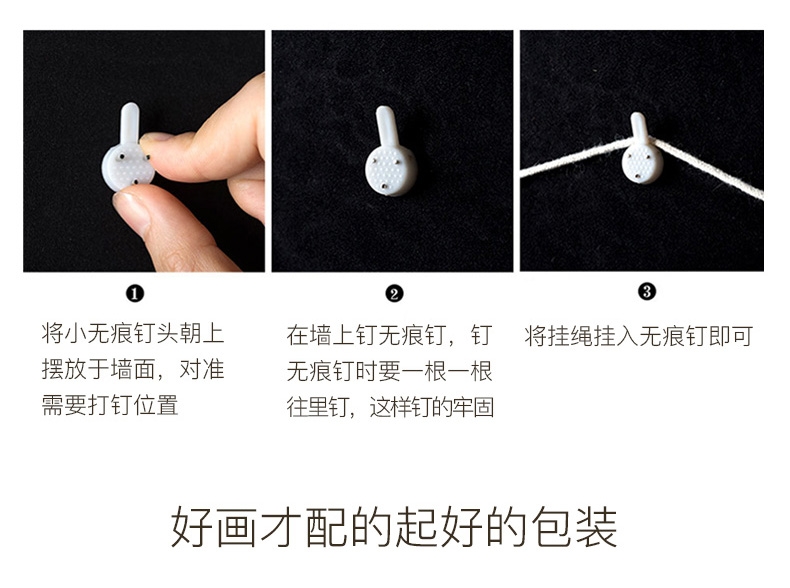 ❶
将小无痕钉头朝上
摆放于墙面，对准
需要打钉位置
❷
在墙上钉无痕钉，钉
无痕钉时要一根一根
往里钉，这样钉的牢固
❸
将挂绳挂入无痕钉即可
好画才配的起好的包装